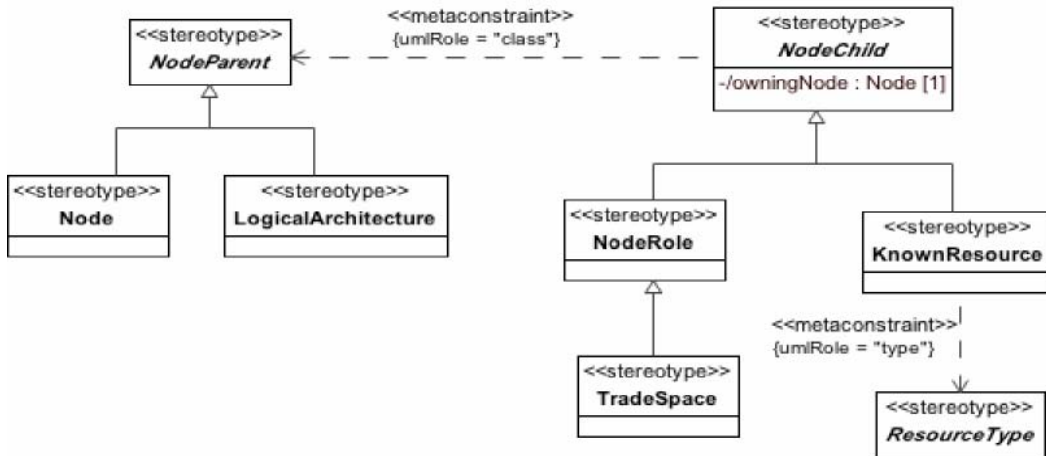 <<metaconstraint>>
{umlRole = "class"}
<<stereotype>>
NodeParent
<<stereotype>>
NodeChild
-/owningNode : Node [1]
<<stereotype>>
Node
<<stereotype>>
LogicalArchitecture
<<stereotype>>
NodeRole
<<stereotype>>
KnownResource
<<metaconstraint>>
{umlRole = "type"}
<<stereotype>>
TradeSpace
<<stereotype>>
ResourceType